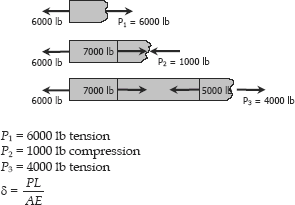 6000 lb P₁ = 6000 lb
7000 lb
6000 lb P₂ = 1000 lb
7000 lb 5000 lb
6000 lb P₃ = 4000 lb
P₁ = 6000 lb tension
P₂ = 1000 lb compression
P₃ = 4000 lb tension
δ = PL / AE